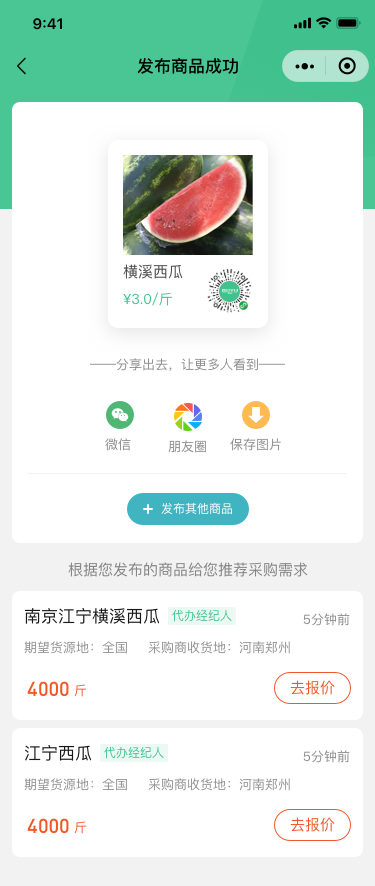 9:41
发布商品成功
横溪西瓜
¥3.0/斤
——分享出去，让更多人看到——
微信
朋友圈
保存图片
+ 发布其他商品
根据您发布的商品给您推荐采购需求
南京江宁横溪西瓜 代办经纪人 5分钟前
期望货源地：全国 采购商收货地：河南郑州
4000 斤 去报价
江宁西瓜 代办经纪人 5分钟前
期望货源地：全国 采购商收货地：河南郑州
4000 斤 去报价